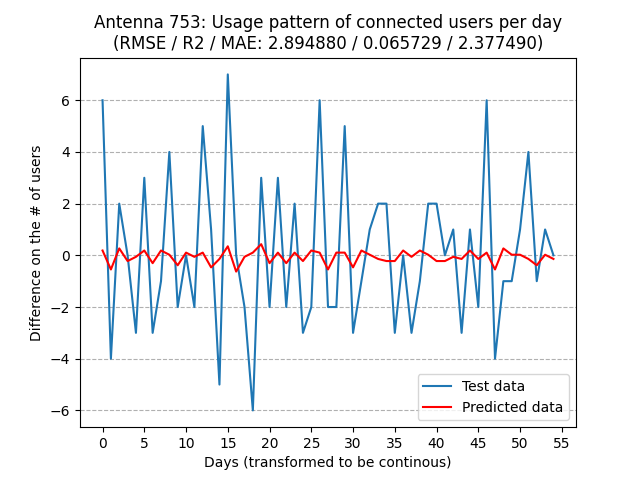 Antenna 753: Usage pattern of connected users per day
(RMSE / R2 / MAE: 2.894880 / 0.065729 / 2.377490)
Difference on the # of users
6
4
2
0
−2
−4
−6
Test data
Predicted data
0 5 10 15 20 25 30 35 40 45 50 55
Days (transformed to be continous)